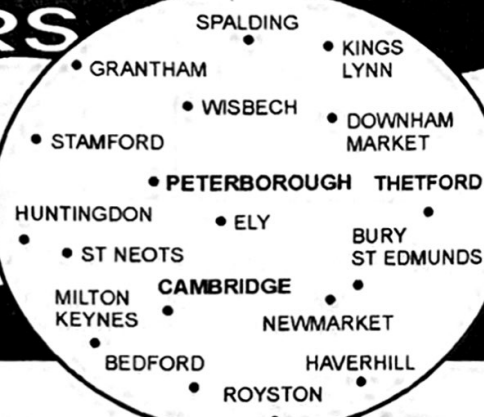 RS
SPALDING
KINGS
LYNN
GRANTHAM
WISBECH
DOWNHAM
MARKET
STAMFORD
PETERBOROUGH THETFORD
HUNTINGDON
ELY
BURY
ST EDMUNDS
ST NEOTS
CAMBRIDGE
MILTON
KEYNES
NEWMARKET
BEDFORD
HAVERHILL
ROYSTON